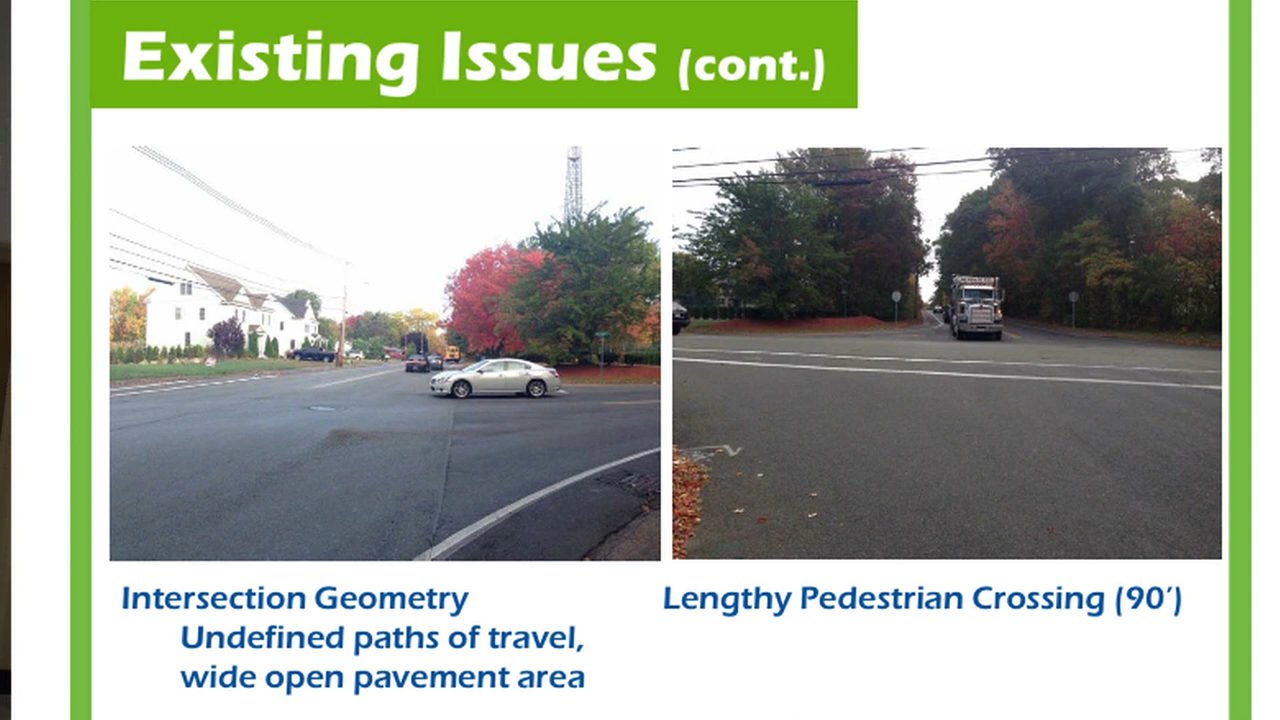 Existing Issues (cont.)
Intersection Geometry
Undefined paths of travel,
wide open pavement area
Lengthy Pedestrian Crossing (90')